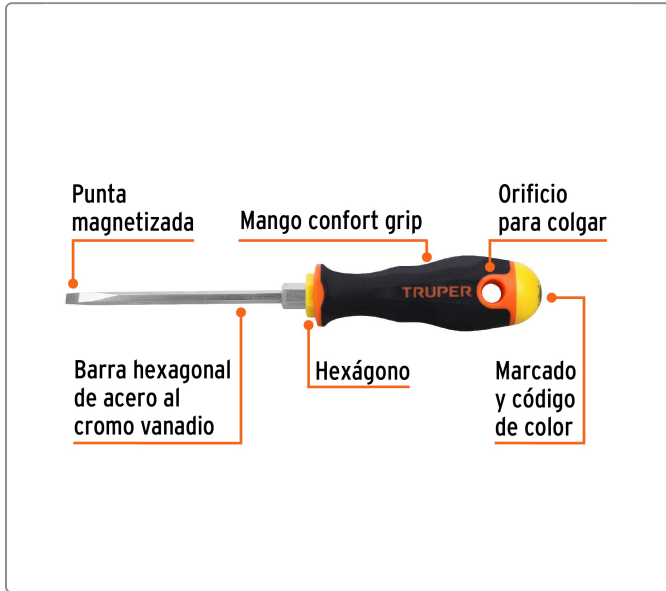 Punta
magnetizada
Mango confort grip
Orificio
para colgar
TRUPER
Barra hexagonal
de acero al
cromo vanadio
Hexágono
Marcado
y código
de color